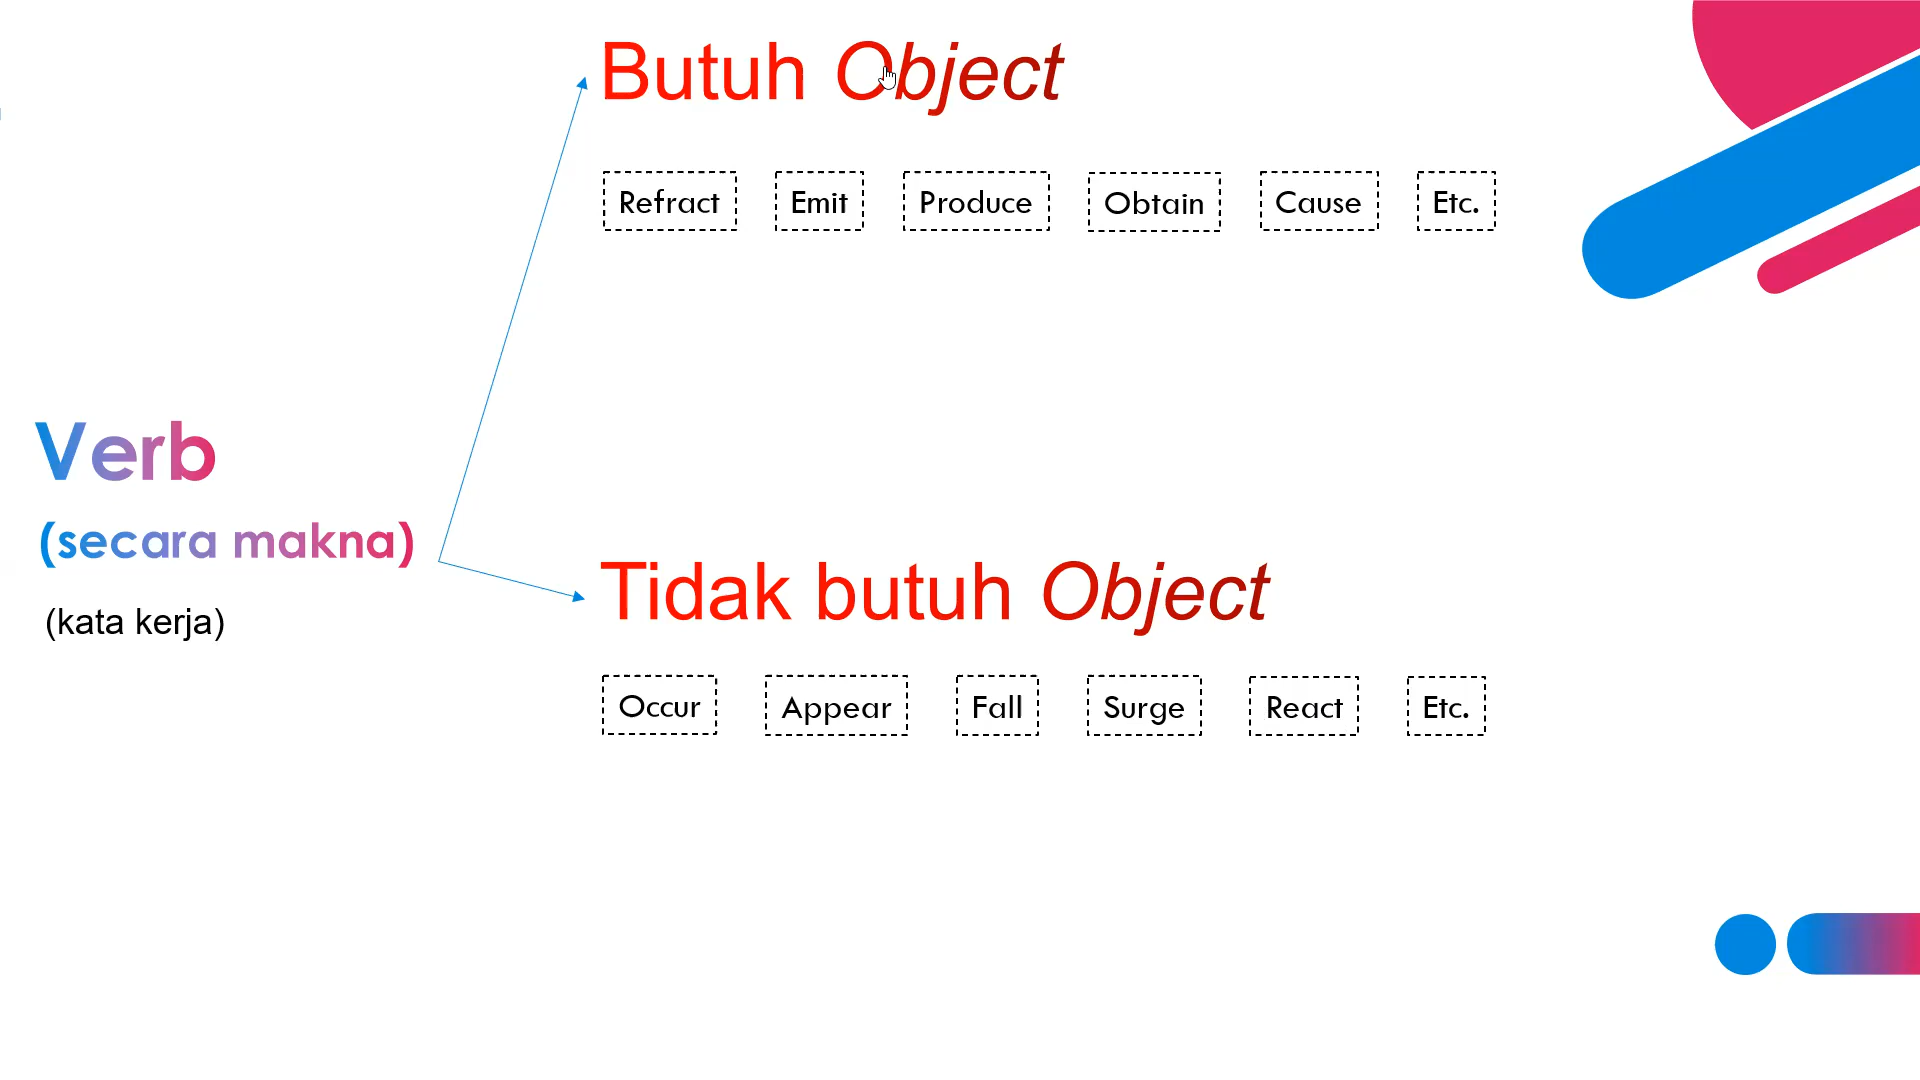 Butuh Object
Refract Emit Produce Obtain Cause Etc.
Verb
(secara makna)
(kata kerja)
Tidak butuh Object
Occur Appear Fall Surge React Etc.